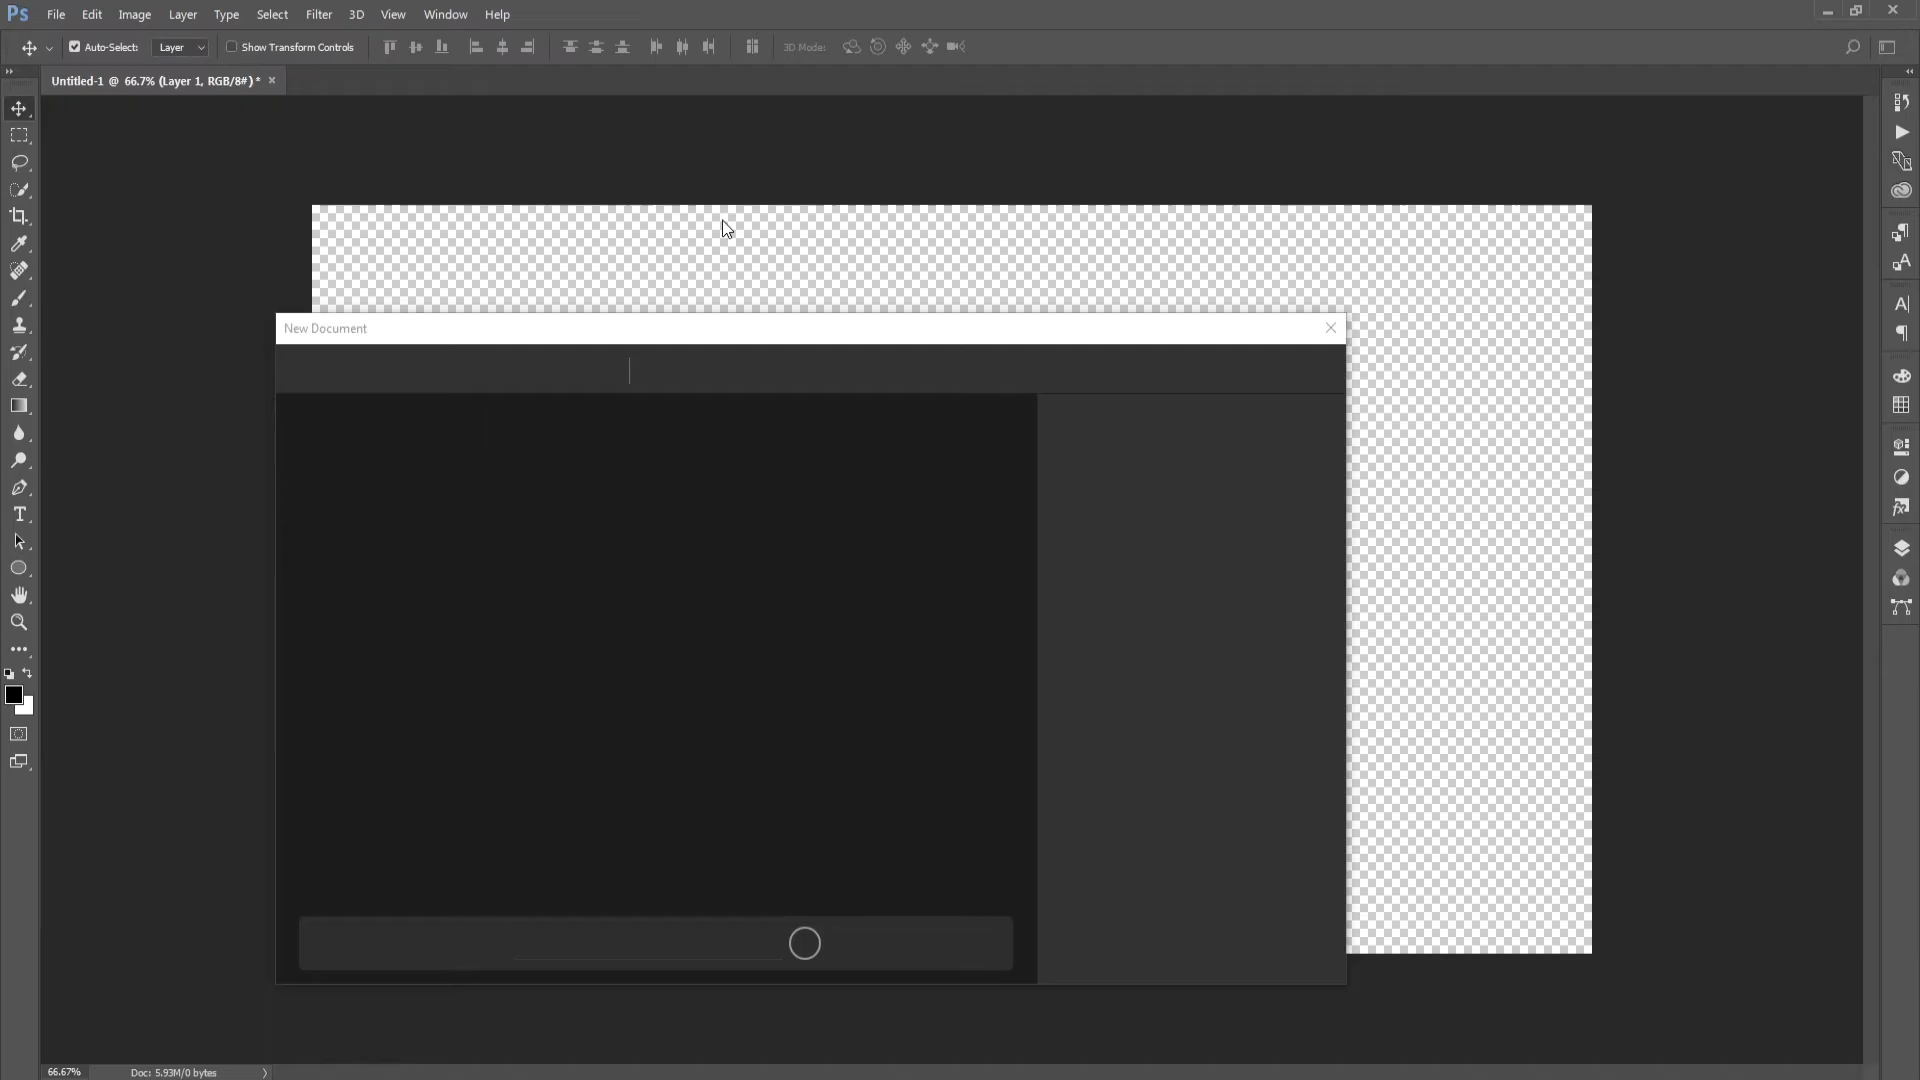 Ps File Edit Image Layer Type Select Filter 3D View Window Help
Auto-Select: Layer Show Transform Controls 3D Mode:
Untitled-1 @ 66.7% (Layer 1, RGB/8#) *
New Document
66.67% Doc: 5.93M/0 bytes